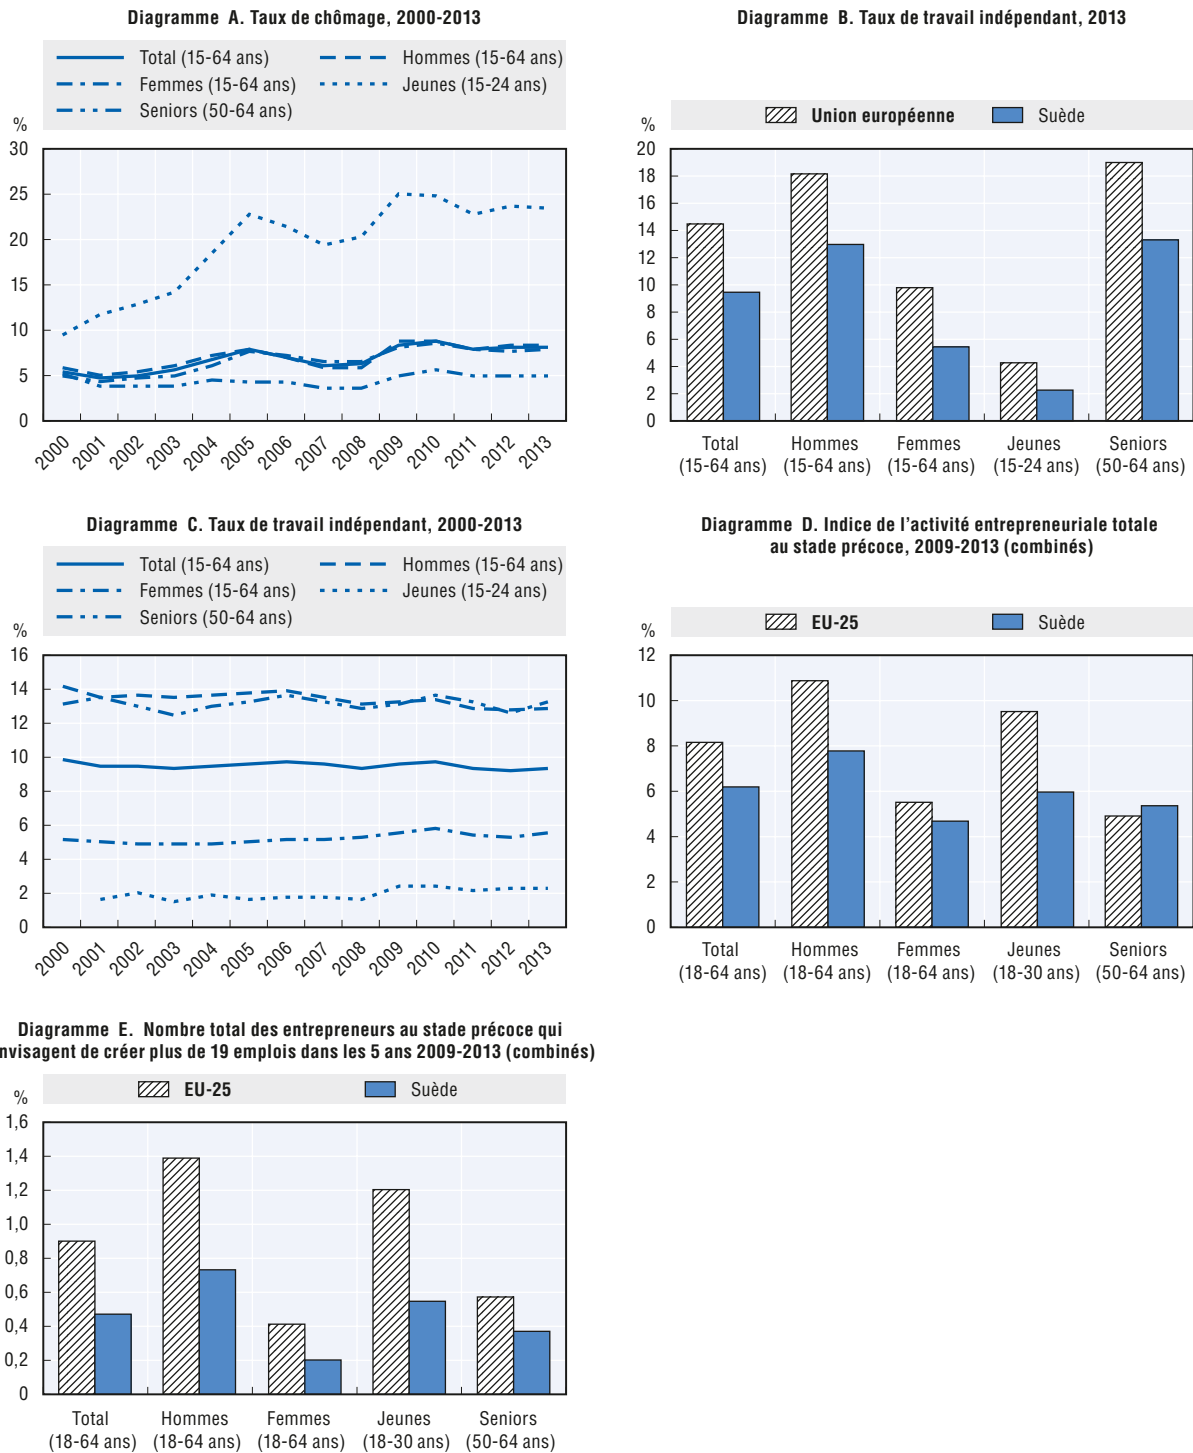 Diagramme A. Taux de chômage, 2000-2013
Total (15-64 ans)
Hommes (15-64 ans)
Femmes (15-64 ans)
Jeunes (15-24 ans)
Seniors (50-64 ans)
%
30
25
20
15
10
5
0
2000 2001 2002 2003 2004 2005 2006 2007 2008 2009 2010 2011 2012 2013
Diagramme B. Taux de travail indépendant, 2013
Union européenne
Suède
%
20
18
16
14
12
10
8
6
4
2
0
Total Hommes Femmes Jeunes Seniors
(15-64 ans) (15-64 ans) (15-64 ans) (15-24 ans) (50-64 ans)
Diagramme C. Taux de travail indépendant, 2000-2013
Total (15-64 ans)
Hommes (15-64 ans)
Femmes (15-64 ans)
Jeunes (15-24 ans)
Seniors (50-64 ans)
%
16
14
12
10
8
6
4
2
0
2000 2001 2002 2003 2004 2005 2006 2007 2008 2009 2010 2011 2012 2013
Diagramme D. Indice de l'activité entrepreneuriale totale
au stade précoce, 2009-2013 (combinés)
EU-25
Suède
%
12
10
8
6
4
2
0
Total Hommes Femmes Jeunes Seniors
(18-64 ans) (18-64 ans) (18-64 ans) (18-30 ans) (50-64 ans)
Diagramme E. Nombre total des entrepreneurs au stade précoce qui
nvisagent de créer plus de 19 emplois dans les 5 ans 2009-2013 (combinés)
EU-25
Suède
%
1,6
1,4
1,2
1,0
0,8
0,6
0,4
0,2
0
Total Hommes Femmes Jeunes Seniors
(18-64 ans) (18-64 ans) (18-64 ans) (18-30 ans) (50-64 ans)